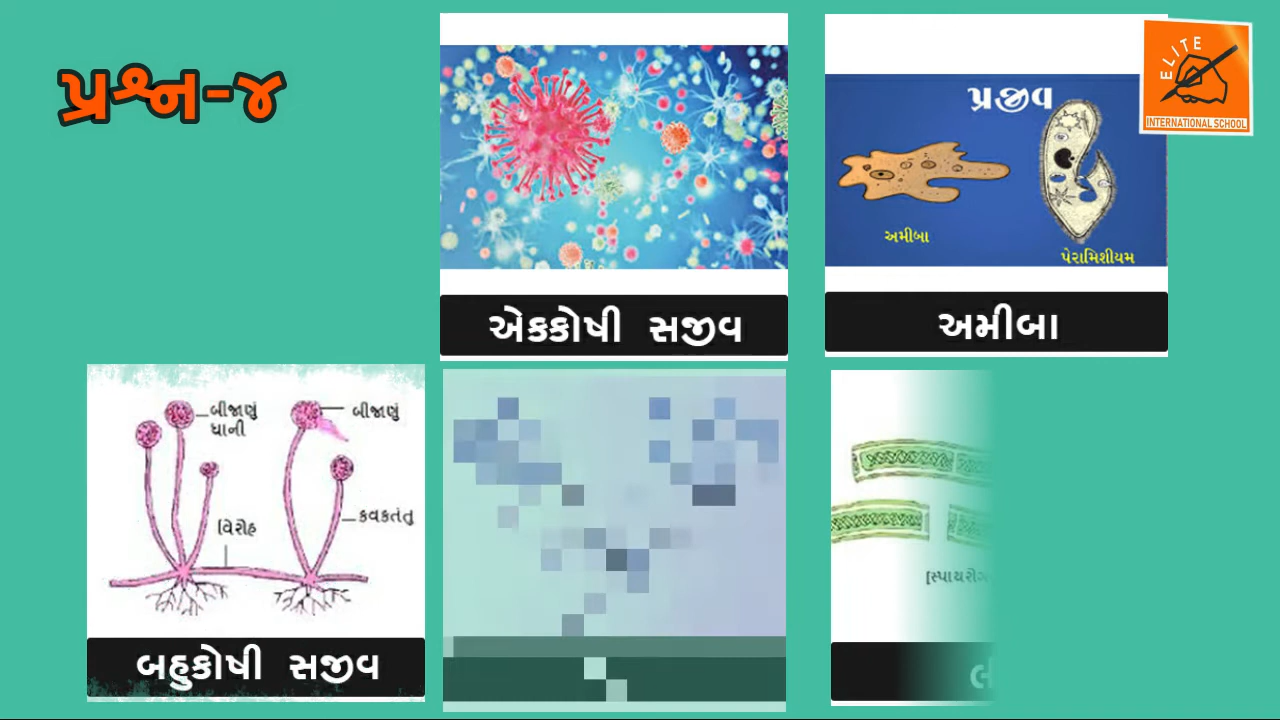 પ્રશ્ન-૪
ELITE
INTERNATIONAL SCHOOL
પ્રજીવ
અમીબા
પેરામિશીયમ
એકકોષી સજીવ
અમીબા
બીજાણું
ધાની
બીજાણું
વિરોહ
કવકતંતુ
બહુકોષી સજીવ